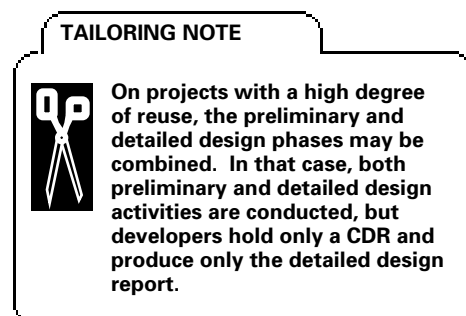 TAILORING NOTE
On projects with a high degree
of reuse, the preliminary and
detailed design phases may be
combined.  In that case, both
preliminary and detailed design
activities are conducted, but
developers hold only a CDR and
produce only the detailed design
report.